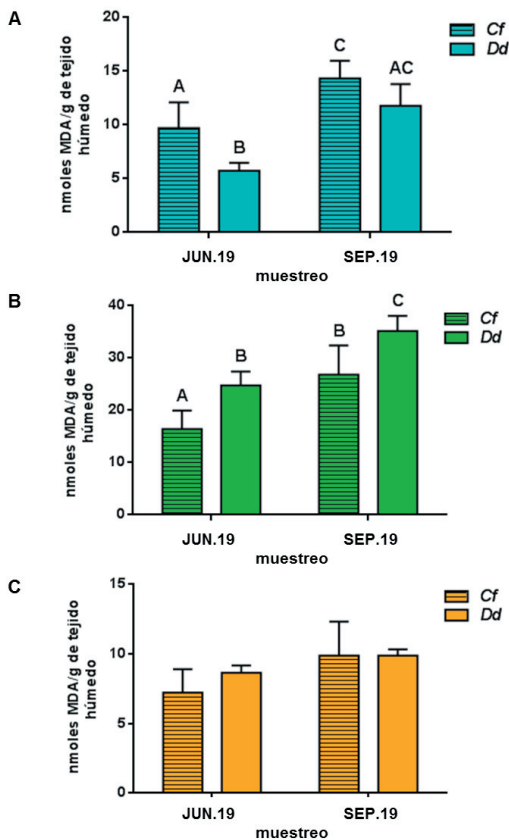 A
nmoles MDA/g de tejido
húmedo
20
15
10
5
0
A
B
C
AC
Cf
Dd
JUN.19
SEP.19
muestreo
B
nmoles MDA/g de tejido
húmedo
40
30
20
10
0
A
B
B
C
Cf
Dd
JUN.19
SEP.19
muestreo
C
nmoles MDA/g de tejido
húmedo
15
10
5
0
Cf
Dd
JUN.19
SEP.19
muestreo